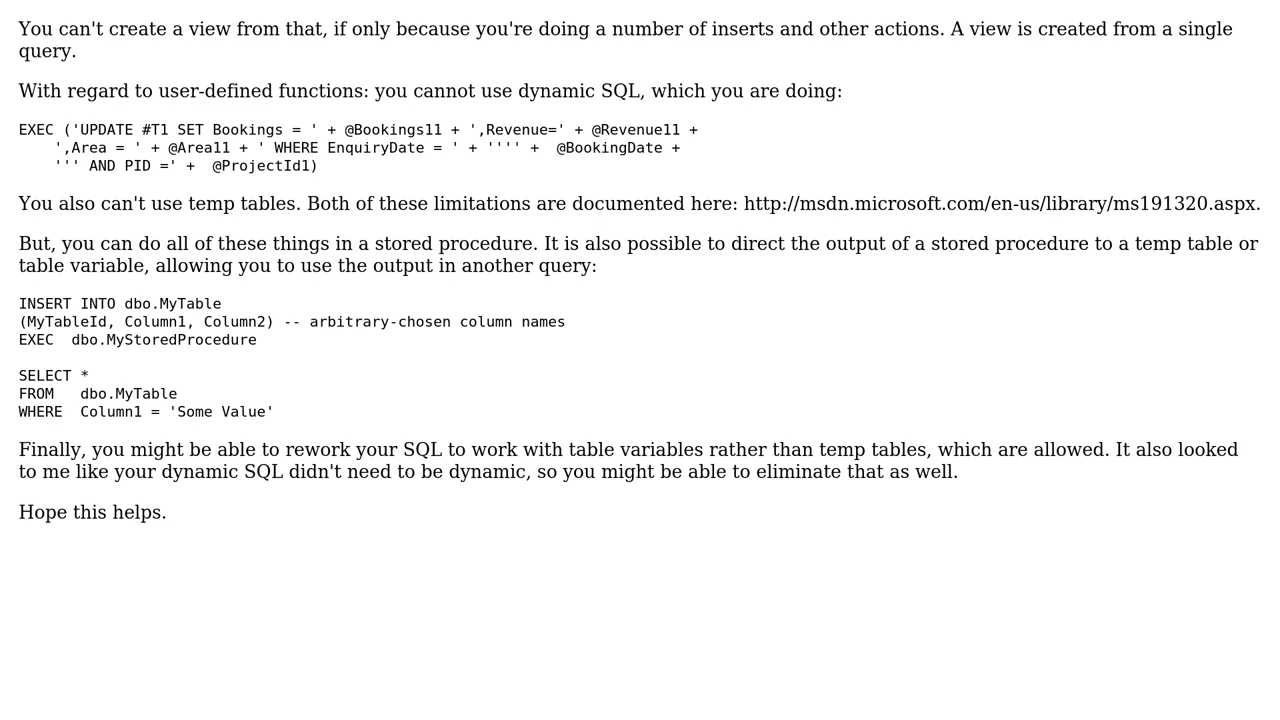 You can't create a view from that, if only because you're doing a number of inserts and other actions. A view is created from a single
query.
With regard to user-defined functions: you cannot use dynamic SQL, which you are doing:
EXEC ('UPDATE #T1 SET Bookings = ' + @Bookings11 + ',Revenue=' + @Revenue11 +
    ',Area = ' + @Area11 + ' WHERE EnquiryDate = ' + '''' +  @BookingDate +
    ''' AND PID =' +  @ProjectId1)
You also can't use temp tables. Both of these limitations are documented here: http://msdn.microsoft.com/en-us/library/ms191320.aspx.
But, you can do all of these things in a stored procedure. It is also possible to direct the output of a stored procedure to a temp table or
table variable, allowing you to use the output in another query:
INSERT INTO dbo.MyTable
(MyTableId, Column1, Column2) -- arbitrary-chosen column names
EXEC  dbo.MyStoredProcedure
SELECT *
FROM   dbo.MyTable
WHERE  Column1 = 'Some Value'
Finally, you might be able to rework your SQL to work with table variables rather than temp tables, which are allowed. It also looked
to me like your dynamic SQL didn't need to be dynamic, so you might be able to eliminate that as well.
Hope this helps.